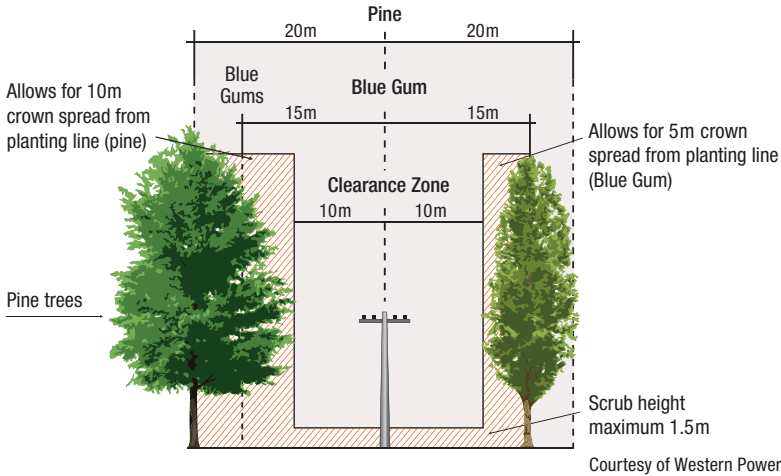 Pine
20m 20m
Blue
Gums
Blue Gum
15m 15m
Allows for 10m
crown spread from
planting line (pine)
Allows for 5m crown
spread from planting line
(Blue Gum)
Clearance Zone
10m 10m
Pine trees
Scrub height
maximum 1.5m
Courtesy of Western Power